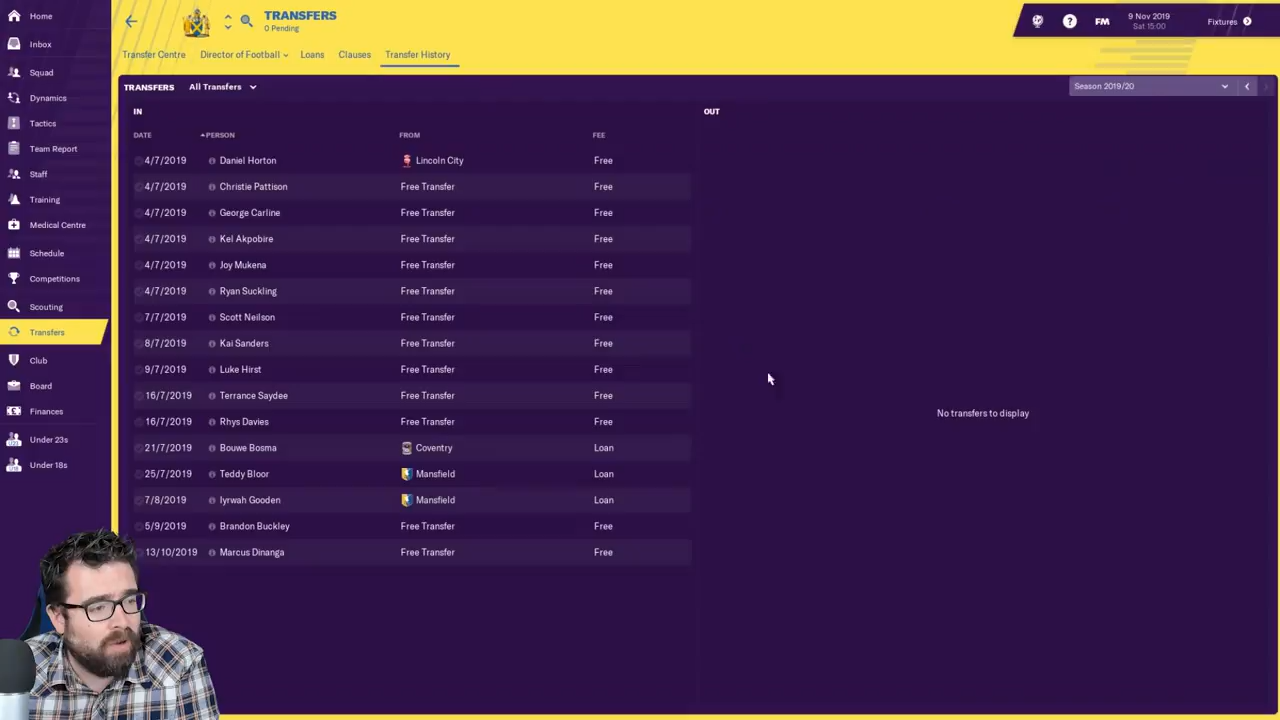 Home
Inbox
Squad
Dynamics
Tactics
Team Report
Staff
Training
Medical Centre
Schedule
Competitions
Scouting
Transfers
Club
Board
Finances
Under 23s
Under 18s
TRANSFERS
0 Pending
FM
9 Nov 2019
Sat 15:00
Fixtures
Transfer Centre Director of Football Loans Clauses Transfer History
TRANSFERS All Transfers Season 2019/20
IN
DATE PERSON FROM FEE
4/7/2019 Daniel Horton Lincoln City Free
4/7/2019 Christie Pattison Free Transfer Free
4/7/2019 George Carline Free Transfer Free
4/7/2019 Kel Akpobire Free Transfer Free
4/7/2019 Joy Mukena Free Transfer Free
4/7/2019 Ryan Suckling Free Transfer Free
7/7/2019 Scott Neilson Free Transfer Free
8/7/2019 Kai Sanders Free Transfer Free
9/7/2019 Luke Hirst Free Transfer Free
16/7/2019 Terrance Saydee Free Transfer Free
16/7/2019 Rhys Davies Free Transfer Free
21/7/2019 Bouwe Bosma Coventry Loan
25/7/2019 Teddy Bloor Mansfield Loan
7/8/2019 Iyrwah Gooden Mansfield Loan
5/9/2019 Brandon Buckley Free Transfer Free
13/10/2019 Marcus Dinanga Free Transfer Free
OUT
No transfers to display